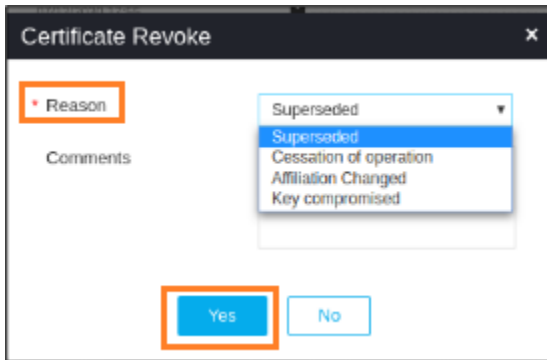 Certificate Revoke ×
* Reason
Superseded ▼
Superseded
Comments
Cessation of operation
Affiliation Changed
Key compromised
Yes
No